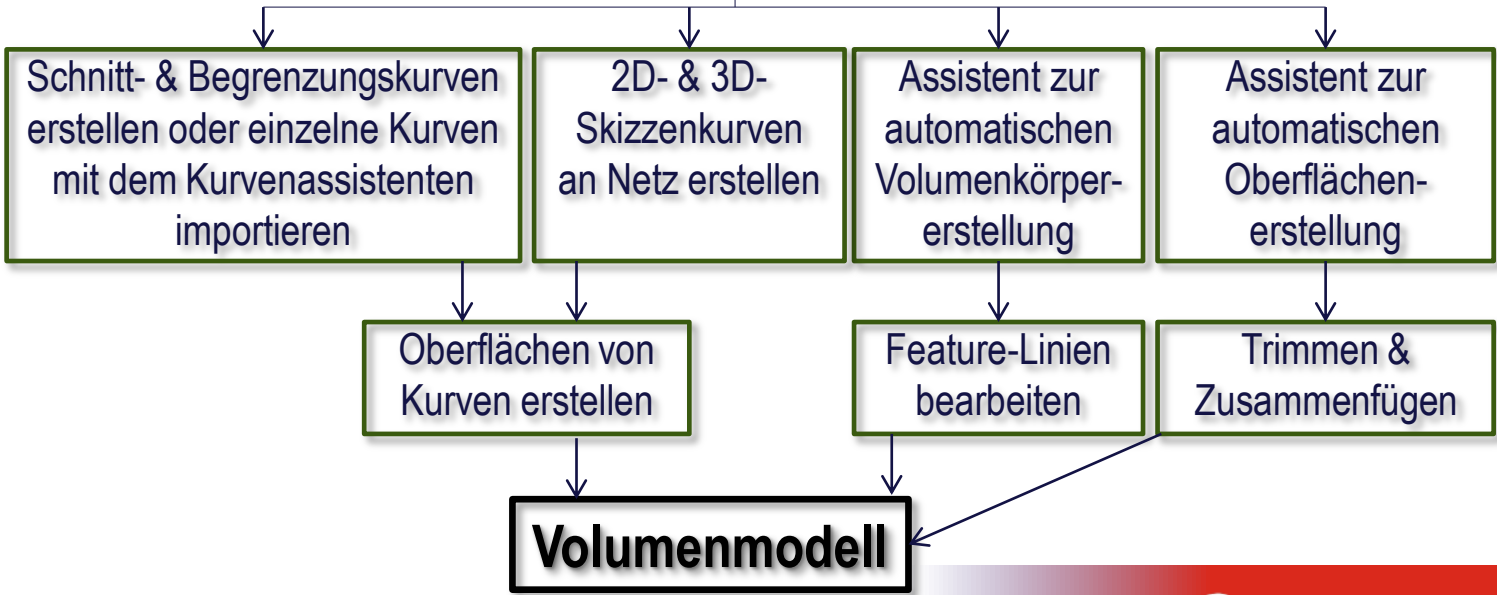 Schnitt- & Begrenzungskurven
erstellen oder einzelne Kurven
mit dem Kurvenassistenten
importieren
2D- & 3D-
Skizzenkurven
an Netz erstellen
Assistent zur
automatischen
Volumenkörper-
erstellung
Assistent zur
automatischen
Oberflächen-
erstellung
Oberflächen von
Kurven erstellen
Feature-Linien
bearbeiten
Trimmen &
Zusammenfügen
Volumenmodell